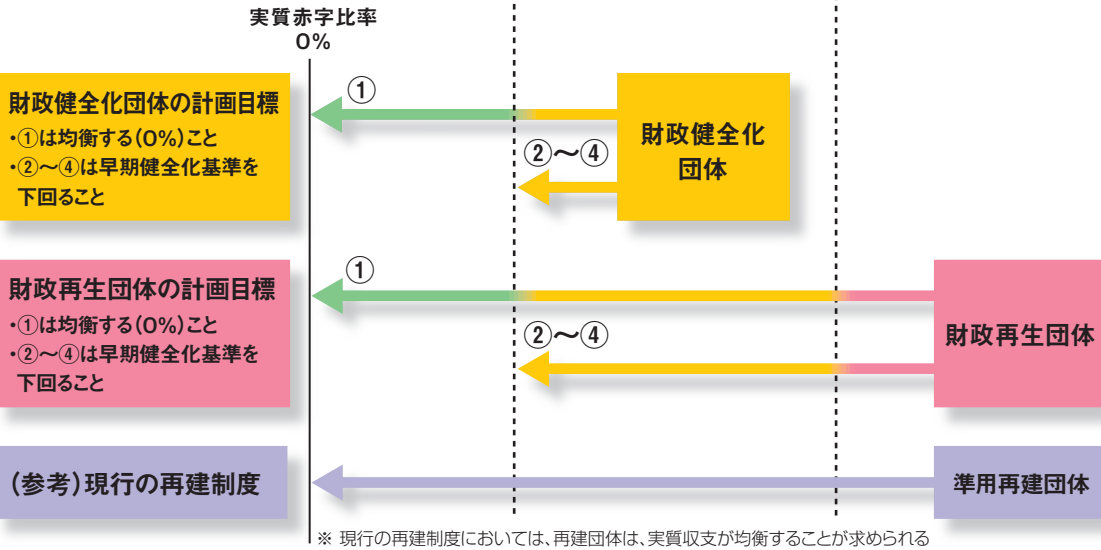 実質赤字比率
0%
財政健全化団体の計画目標
・①は均衡する(0%)こと
・②～④は早期健全化基準を
下回ること
①
②～④
財政健全化
団体
財政再生団体の計画目標
・①は均衡する(0%)こと
・②～④は早期健全化基準を
下回ること
①
②～④
財政再生団体
(参考)現行の再建制度
準用再建団体
※ 現行の再建制度においては、再建団体は、実質収支が均衡することが求められる